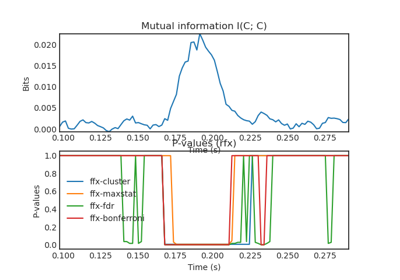 Mutual information I(C; C)
0.020
0.015
0.010
0.005
0.000
Bits
0.100 0.125 0.150 0.175 0.200 0.225 0.250 0.275
Time (s)
P-values (rfx)
1.0
0.8
0.6
0.4
0.2
0.0
P-values
ffx-cluster
ffx-maxstat
ffx-fdr
ffx-bonferroni
0.100 0.125 0.150 0.175 0.200 0.225 0.250 0.275
Time (s)